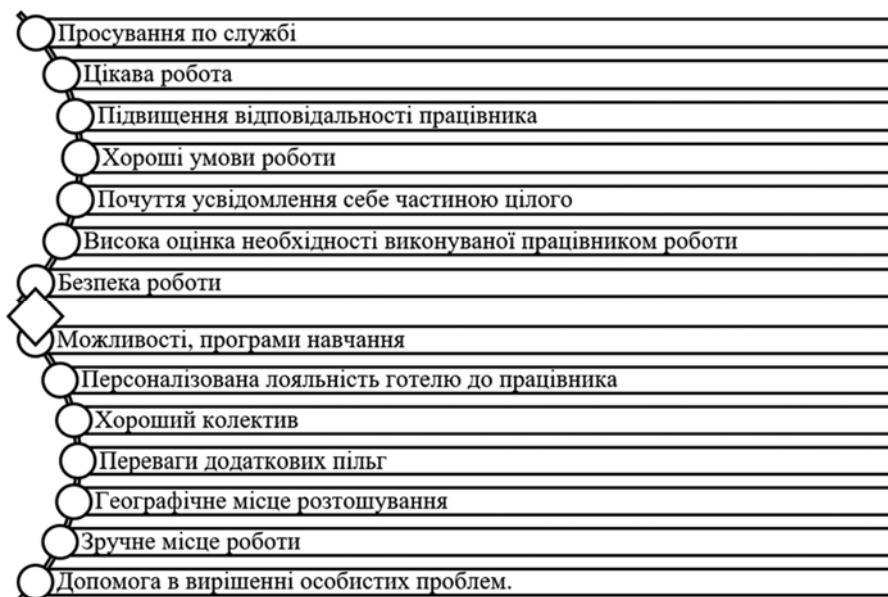 Просування по службі
Цікава робота
Підвищення відповідальності працівника
Хороші умови роботи
Почуття усвідомлення себе частиною цілого
Висока оцінка необхідності виконуваної працівником роботи
Безпека роботи
Можливості, програми навчання
Персоналізована лояльність готелю до працівника
Хороший колектив
Переваги додаткових пільг
Географічне місце розтошування
Зручне місце роботи
Допомога в вирішенні особистих проблем.